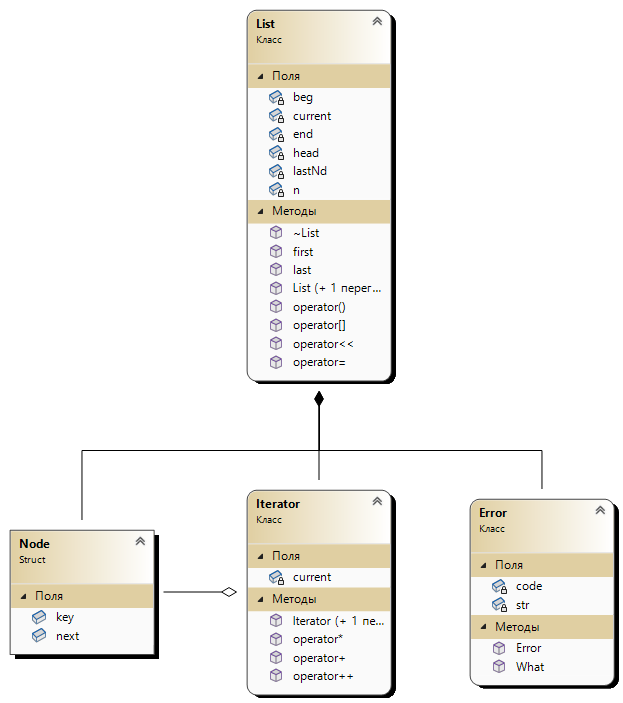 List
Класс
Поля
beg
current
end
head
lastNd
n
Методы
~List
first
last
List (+ 1 перег...
operator()
operator[]
operator<<
operator=
Node
Struct
Поля
key
next
Iterator
Класс
Поля
current
Методы
Iterator (+ 1 пе...
operator*
operator+
operator++
Error
Класс
Поля
code
str
Методы
Error
What